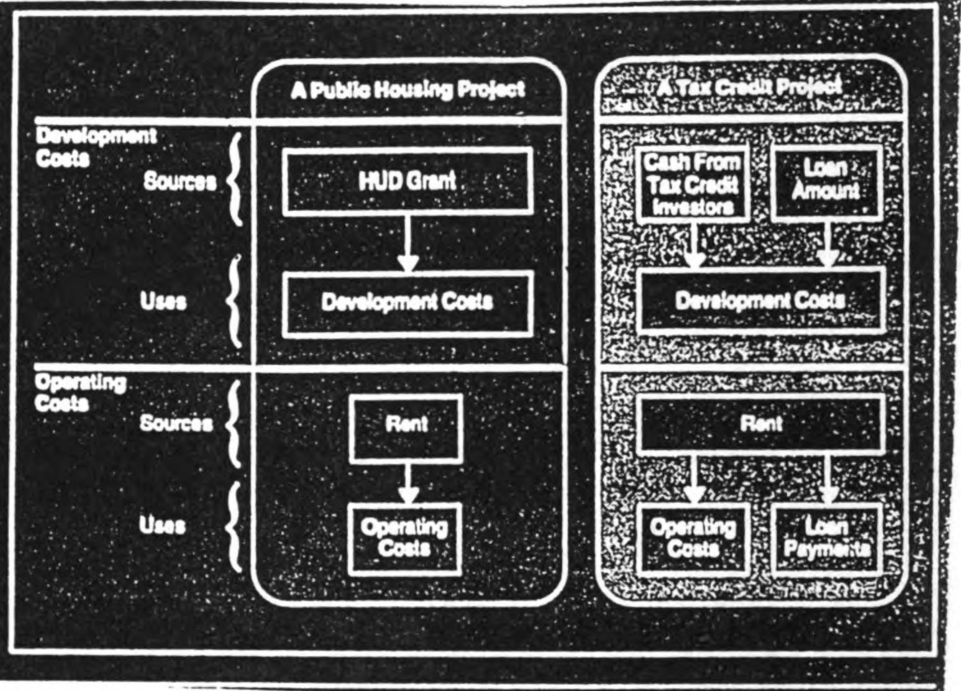 A Public Housing Project
A Tax Credit Project
Development
Costs
Sources
HUD Grant
Cash From
Tax Credit
Investors
Loan
Amount
Uses
Development Costs
Development Costs
Operating
Costs
Sources
Rent
Rent
Uses
Operating
Costs
Operating
Costs
Loan
Payments